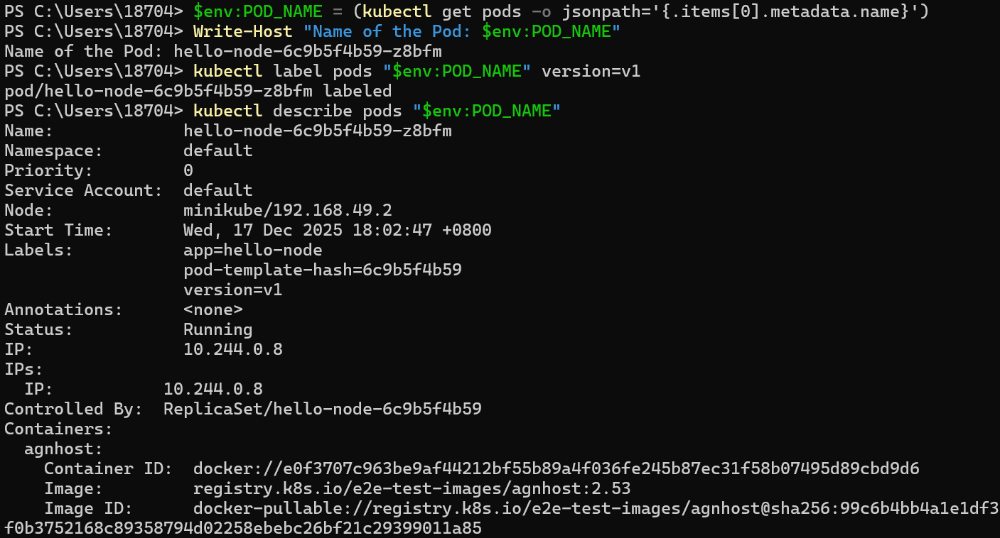 PS C:\Users\18704> $env:POD_NAME = (kubectl get pods -o jsonpath='{.items[0].metadata.name}')
PS C:\Users\18704> Write-Host "Name of the Pod: $env:POD_NAME"
Name of the Pod: hello-node-6c9b5f4b59-z8bfm
PS C:\Users\18704> kubectl label pods "$env:POD_NAME" version=v1
pod/hello-node-6c9b5f4b59-z8bfm labeled
PS C:\Users\18704> kubectl describe pods "$env:POD_NAME"
Name:             hello-node-6c9b5f4b59-z8bfm
Namespace:        default
Priority:         0
Service Account:  default
Node:             minikube/192.168.49.2
Start Time:       Wed, 17 Dec 2025 18:02:47 +0800
Labels:           app=hello-node
                  pod-template-hash=6c9b5f4b59
                  version=v1
Annotations:      <none>
Status:           Running
IP:               10.244.0.8
IPs:
  IP:           10.244.0.8
Controlled By:  ReplicaSet/hello-node-6c9b5f4b59
Containers:
  agnhost:
    Container ID:  docker://e0f3707c963be9af44212bf55b89a4f036fe245b87ec31f58b07495d89cbd9d6
    Image:         registry.k8s.io/e2e-test-images/agnhost:2.53
    Image ID:      docker-pullable://registry.k8s.io/e2e-test-images/agnhost@sha256:99c6b4bb4a1e1df3
f0b3752168c89358794d02258ebebc26bf21c29399011a85